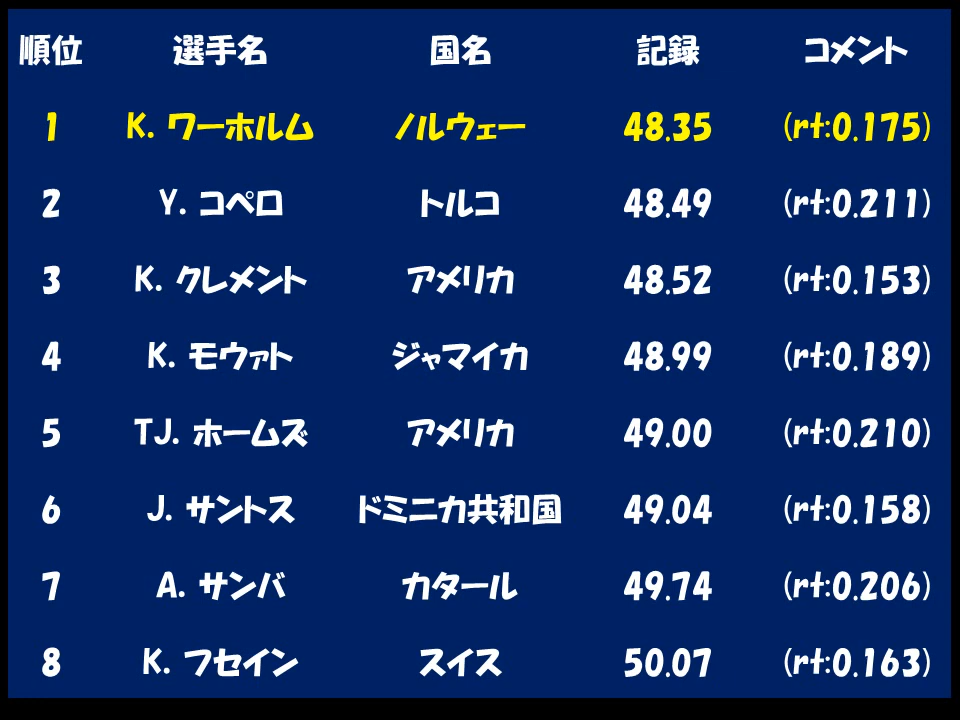 順位 選手名 国名 記録 コメント
1 K. ワーホルム ノルウェー 48.35 (rt:0.175)
2 Y. コペロ トルコ 48.49 (rt:0.211)
3 K. クレメント アメリカ 48.52 (rt:0.153)
4 K. モウァト ジャマイカ 48.99 (rt:0.189)
5 TJ. ホームズ アメリカ 49.00 (rt:0.210)
6 J. サントス ドミニカ共和国 49.04 (rt:0.158)
7 A. サンバ カタール 49.74 (rt:0.206)
8 K. フセイン スイス 50.07 (rt:0.163)